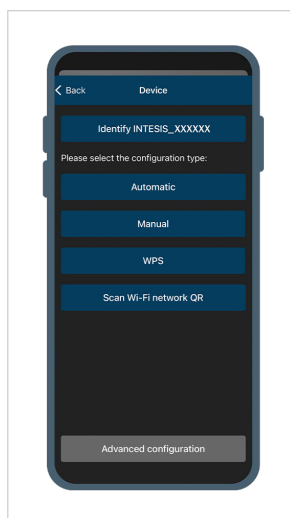 Back Device
Identify INTESIS_XXXXXX
Please select the configuration type:
Automatic
Manual
WPS
Scan Wi-Fi network QR
Advanced configuration